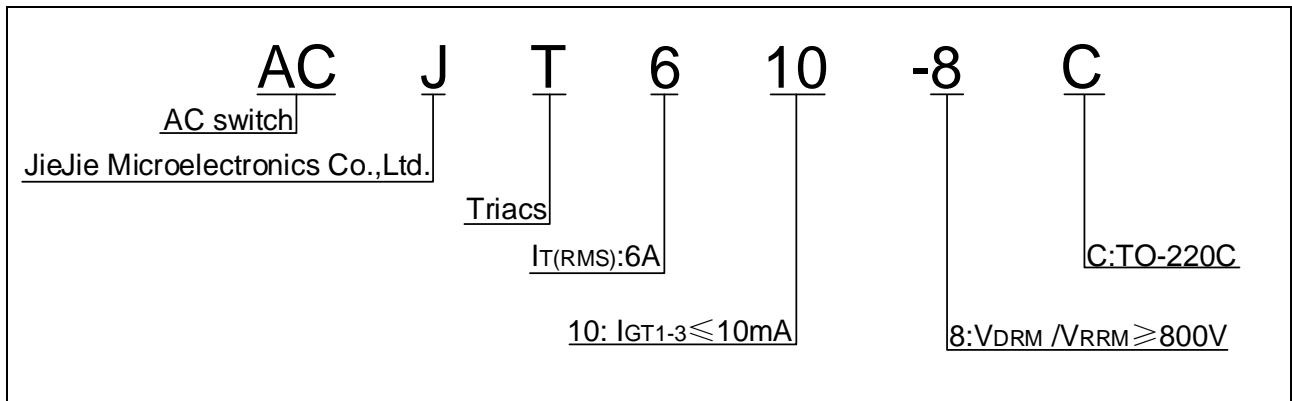 AC J T 6 10 -8 C
AC switch
JieJie Microelectronics Co.,Ltd.
Triacs
IT(RMS):6A
C:TO-220C
10: IGT1-3≤10mA
8:VDRM /VRRM≥800V